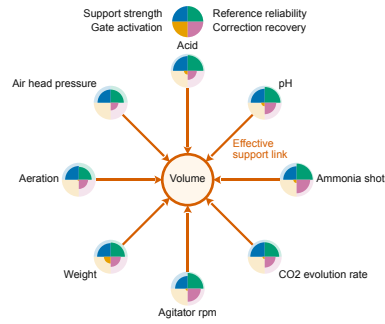 Support strength
Reference reliability
Gate activation
Correction recovery
Acid
Air head pressure
pH
Effective
support link
Aeration
Volume
Ammonia shot
Weight
CO2 evolution rate
Agitator rpm